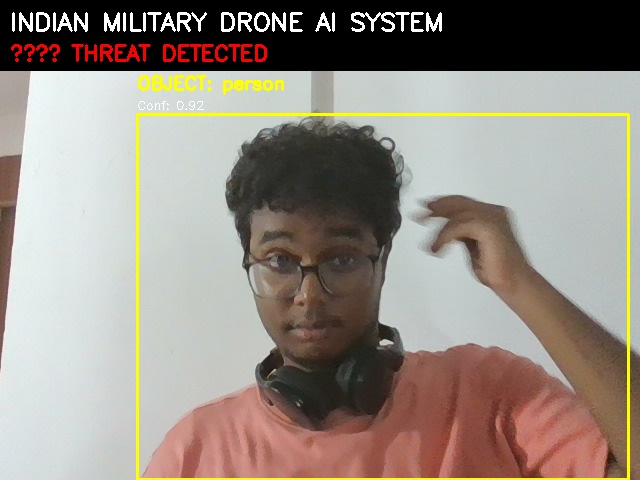 INDIAN MILITARY DRONE AI SYSTEM
???? THREAT DETECTED
OBJECT: person
Conf: 0.92